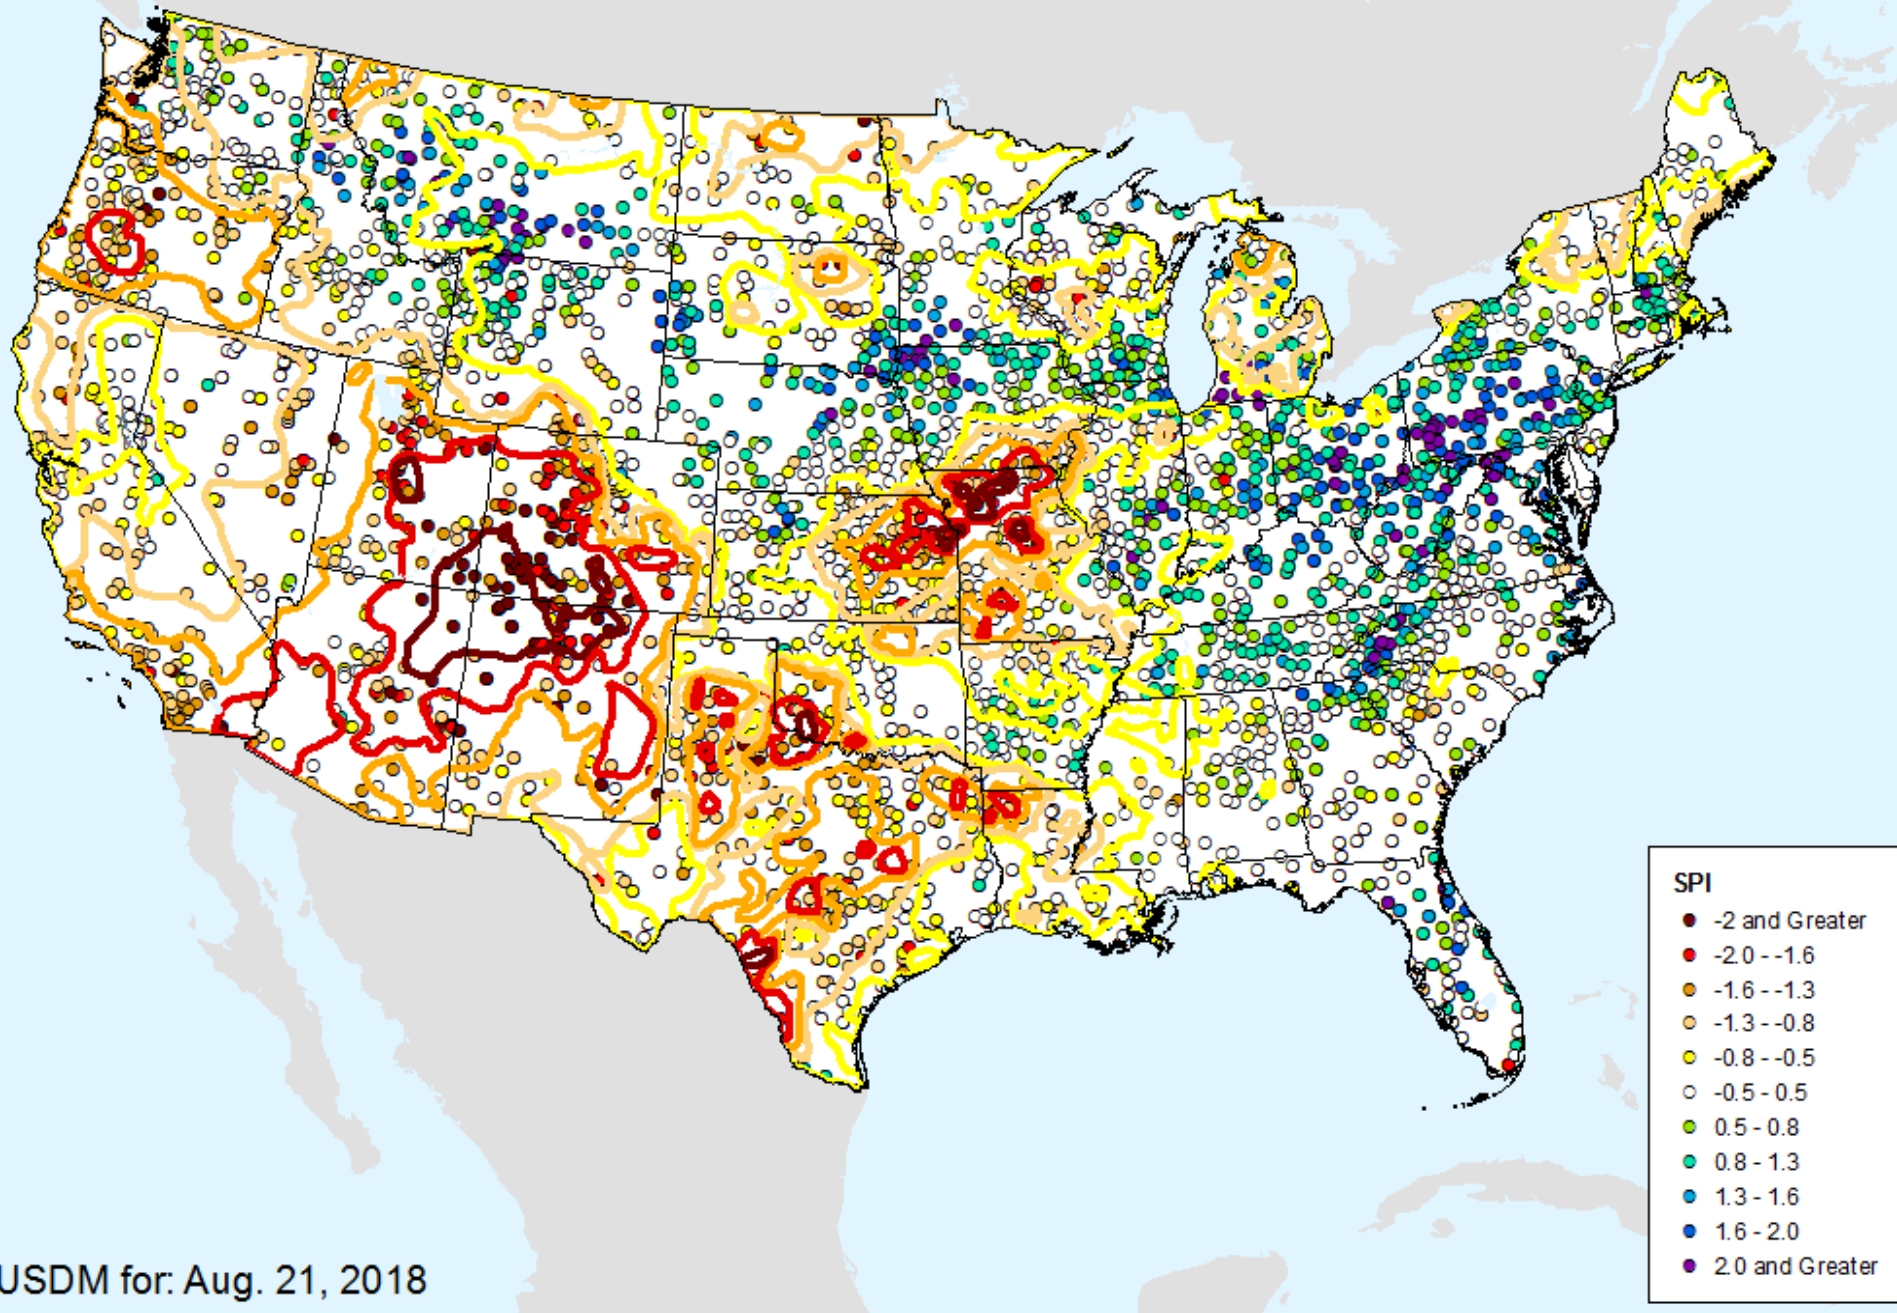 SPI
-2 and Greater
-2.0 - -1.6
-1.6 - -1.3
-1.3 - -0.8
-0.8 - -0.5
-0.5 - 0.5
0.5 - 0.8
0.8 - 1.3
1.3 - 1.6
1.6 - 2.0
2.0 and Greater
USDM for: Aug. 21, 2018